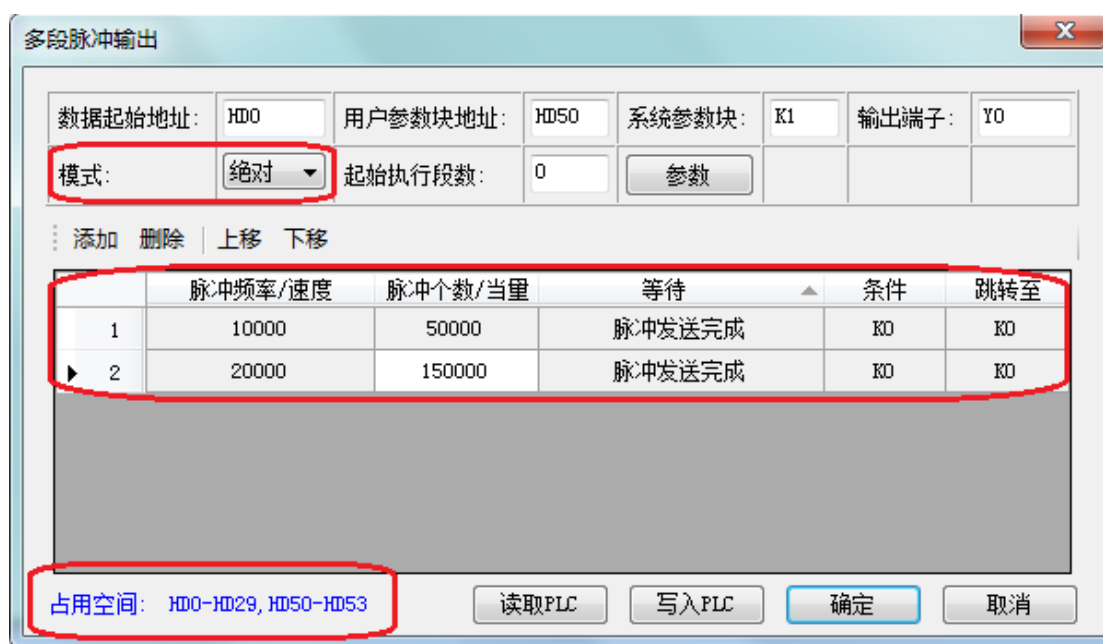 多段脉冲输出
数据起始地址: HD0 用户参数块地址: HD50 系统参数块: K1 输出端子: Y0
模式: 绝对 起始执行段数: 0 参数
添加 删除 上移 下移
脉冲频率/速度 脉冲个数/当量 等待 条件 跳转至
1 10000 50000 脉冲发送完成 K0 K0
2 20000 150000 脉冲发送完成 K0 K0
占用空间: HD0-HD29,HD50-HD53 读取PLC 写入PLC 确定 取消